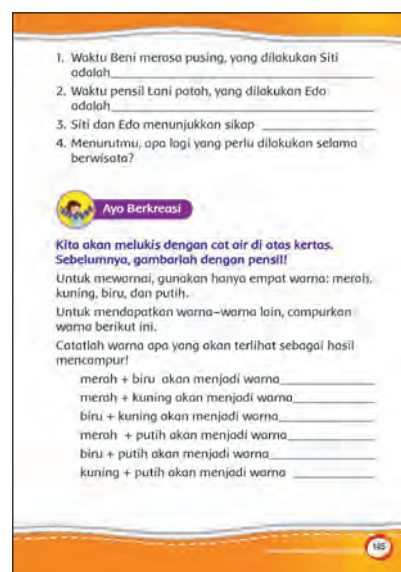 1. Waktu Beni merasa pusing, yang dilakukan Siti
adalah
2. Waktu pensil Lani patah, yang dilakukan Edo
adalah
3. Siti dan Edo menunjukkan sikap
4. Menurutmu, apa lagi yang perlu dilakukan selama
berwisata?
Ayo Berkreasi
Kita akan melukis dengan cat air di atas kertas.
Sebelumnya, gambarlah dengan pensil!
Untuk mewarnai, gunakan hanya empat warna: merah,
kuning, biru, dan putih.
Untuk mendapatkan warna-warna lain, campurkan
warna berikut ini.
Catatlah warna apa yang akan terlihat sebagai hasil
mencampur!
merah + biru akan menjadi warna
merah + kuning akan menjadi warna
biru + kuning akan menjadi warna
merah + putih akan menjadi warna
biru + putih akan menjadi warna
kuning + putih akan menjadi warna
145